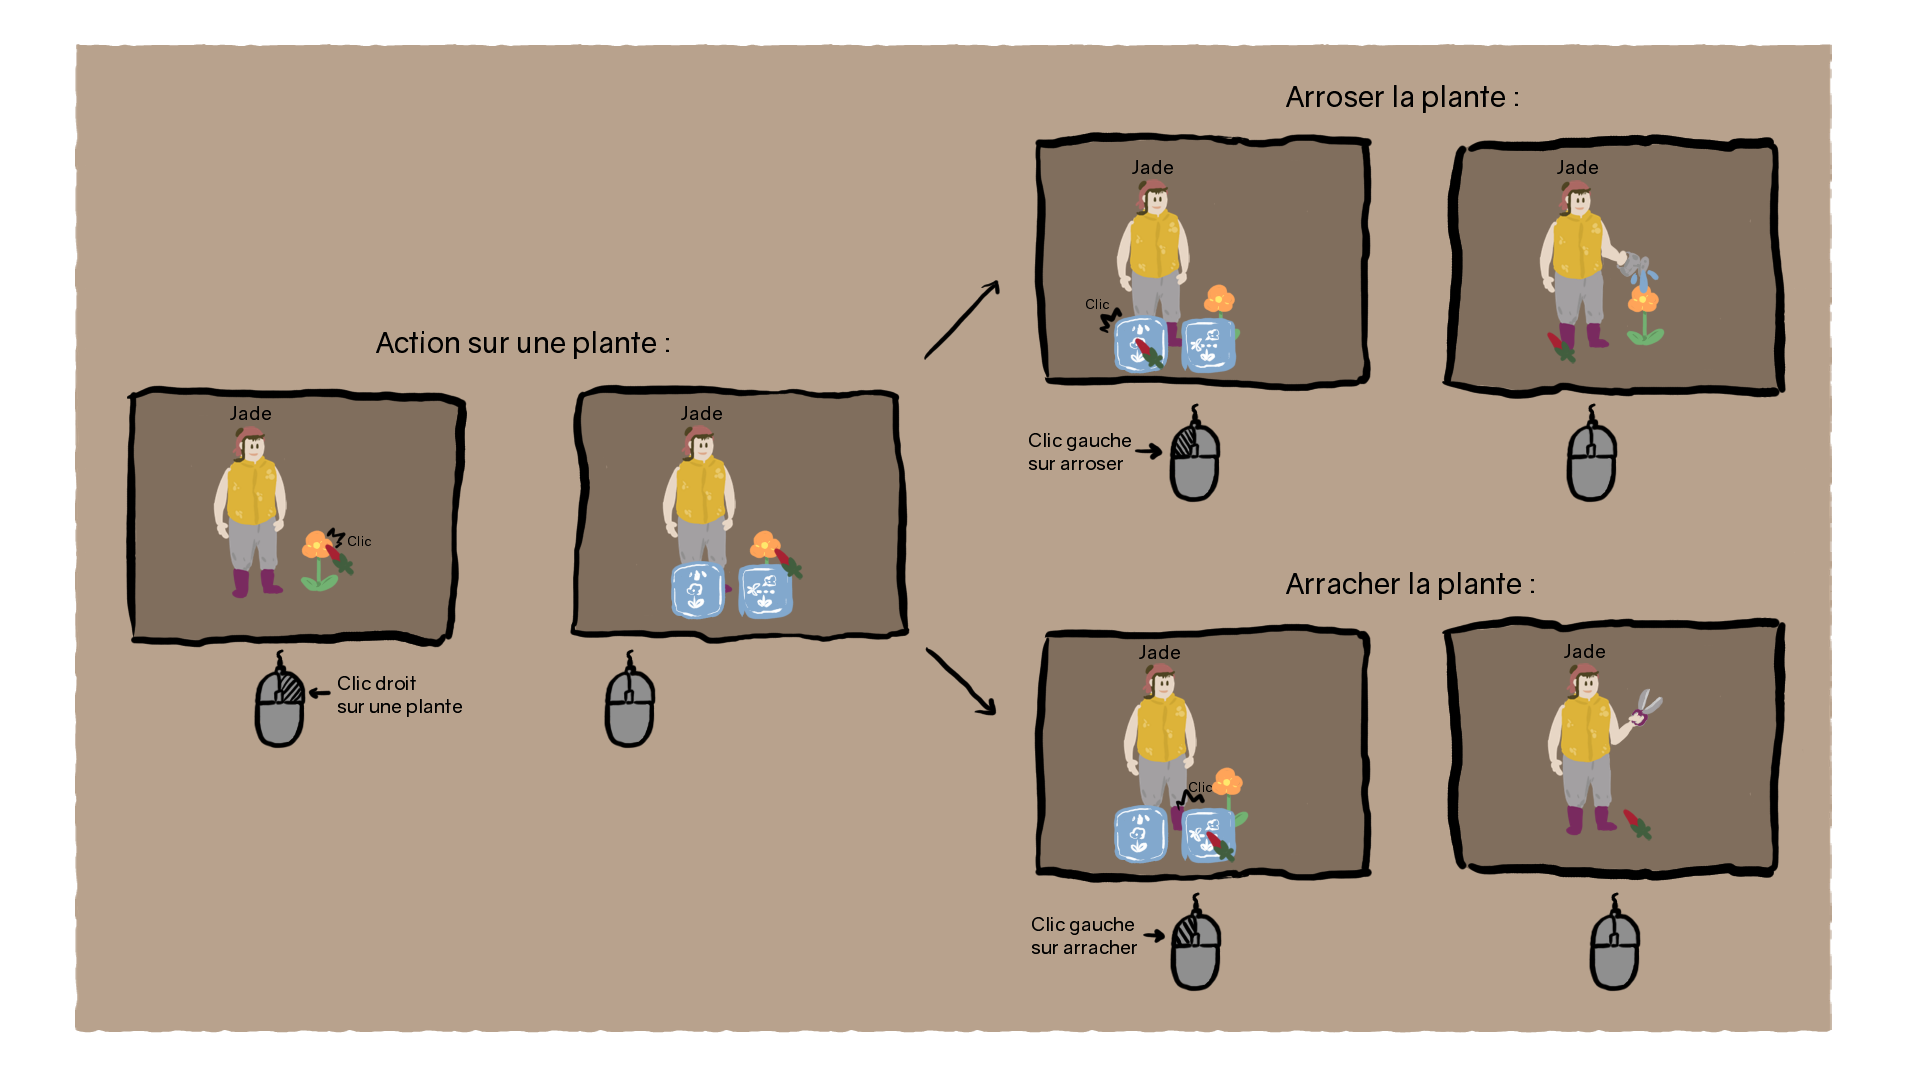 Action sur une plante :
Jade
Clic
Clic droit
sur une plante
Jade
Arroser la plante :
Jade
Clic
Clic gauche
sur arroser
Jade
Arracher la plante :
Jade
Clic
Clic gauche
sur arracher
Jade